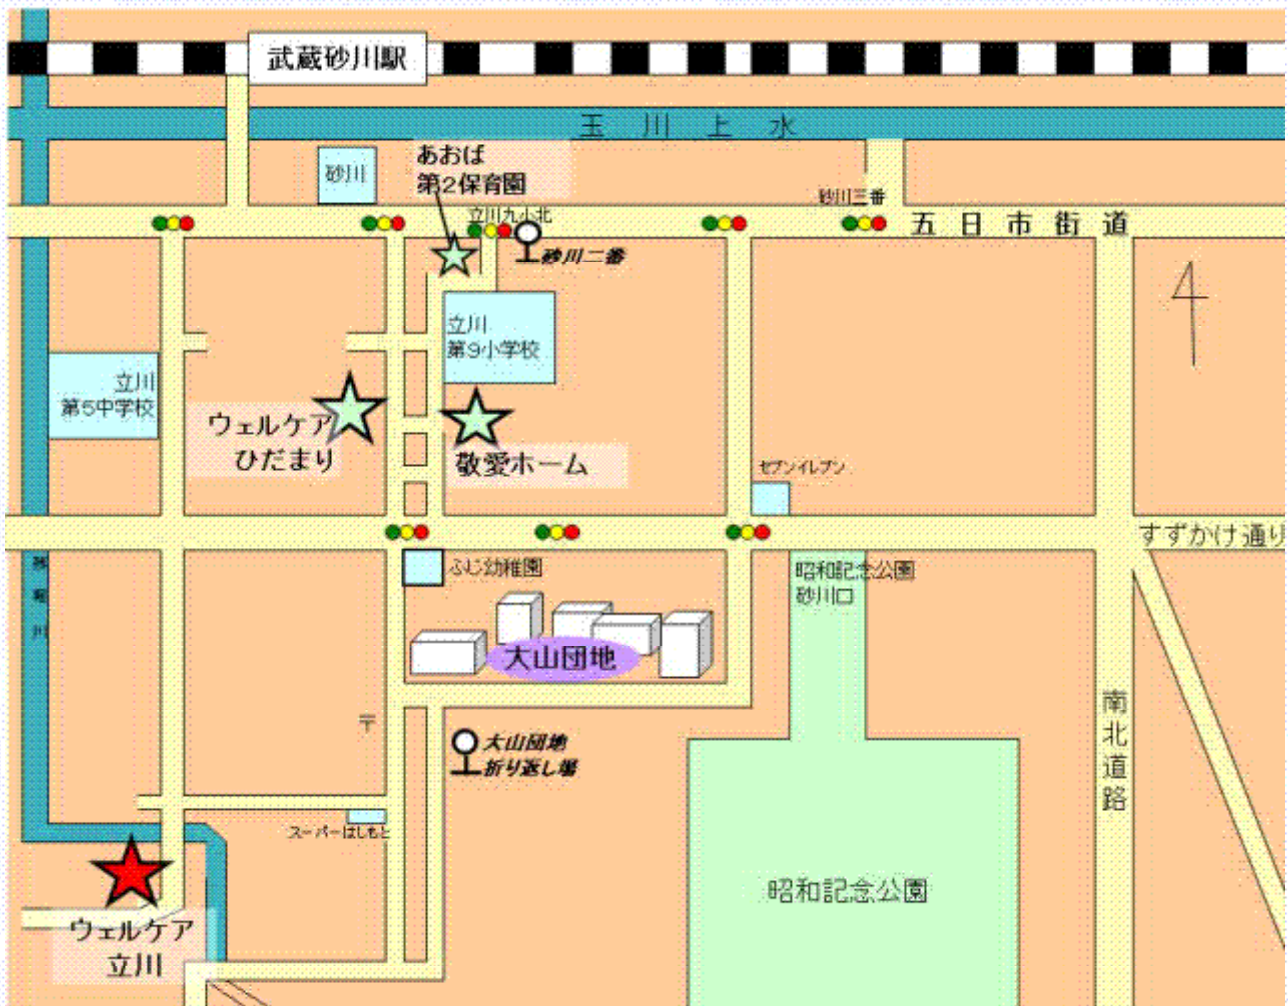 武蔵砂川駅
玉川上水
あおば
第2保育園
砂川
砂川三番
立川九小北
五日市街道
砂川二番
立川
第9小学校
立川
第5中学校
ウェルケア
ひだまり
敬愛ホーム
セブンイレブン
すずかけ通り
ふじ幼稚園
昭和記念公園
砂川口
大山団地
南北道路
〒
大山団地
折り返し場
スーパーはしもと
昭和記念公園
ウェルケア
立川